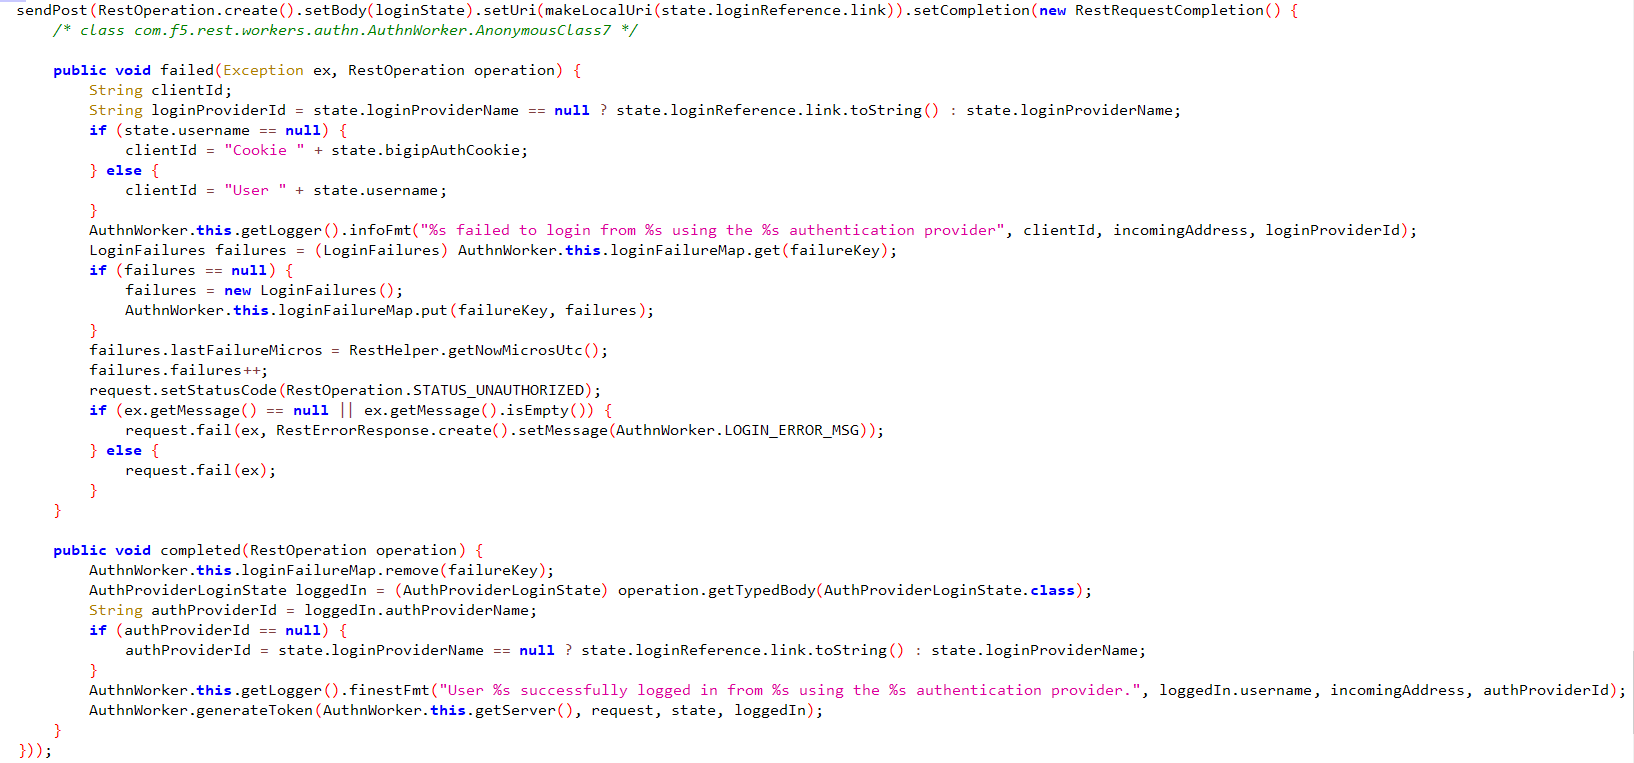 sendPost(RestOperation.create().setBody(loginState).setUri(makeLocalUri(state.loginReference.link)).setCompletion(new RestRequestCompletion() {
/* class com.f5.rest.workers.authn.AuthnWorker.AnonymousClass7 */
public void failed(Exception ex, RestOperation operation) {
String clientId;
String loginProviderId = state.loginProviderName == null ? state.loginReference.link.toString() : state.loginProviderName;
if (state.username == null) {
clientId = "Cookie " + state.bigipAuthCookie;
} else {
clientId = "User " + state.username;
}
AuthnWorker.this.getLogger().infoFmt("%s failed to login from %s using the %s authentication provider", clientId, incomingAddress, loginProviderId);
LoginFailures failures = (LoginFailures) AuthnWorker.this.loginFailureMap.get(failureKey);
if (failures == null) {
failures = new LoginFailures();
AuthnWorker.this.loginFailureMap.put(failureKey, failures);
}
failures.lastFailureMicros = RestHelper.getNowMicrosUtc();
failures.failures++;
request.setStatusCode(RestOperation.STATUS_UNAUTHORIZED);
if (ex.getMessage() == null || ex.getMessage().isEmpty()) {
request.fail(ex, RestErrorResponse.create().setMessage(AuthnWorker.LOGIN_ERROR_MSG));
} else {
request.fail(ex);
}
}
public void completed(RestOperation operation) {
AuthnWorker.this.loginFailureMap.remove(failureKey);
AuthProviderLoginState loggedIn = (AuthProviderLoginState) operation.getTypedBody(AuthProviderLoginState.class);
String authProviderId = loggedIn.authProviderName;
if (authProviderId == null) {
authProviderId = state.loginProviderName == null ? state.loginReference.link.toString() : state.loginProviderName;
}
AuthnWorker.this.getLogger().finestFmt("User %s successfully logged in from %s using the %s authentication provider.", loggedIn.username, incomingAddress, authProviderId);
AuthnWorker.generateToken(AuthnWorker.this.getServer(), request, state, loggedIn);
}
}));